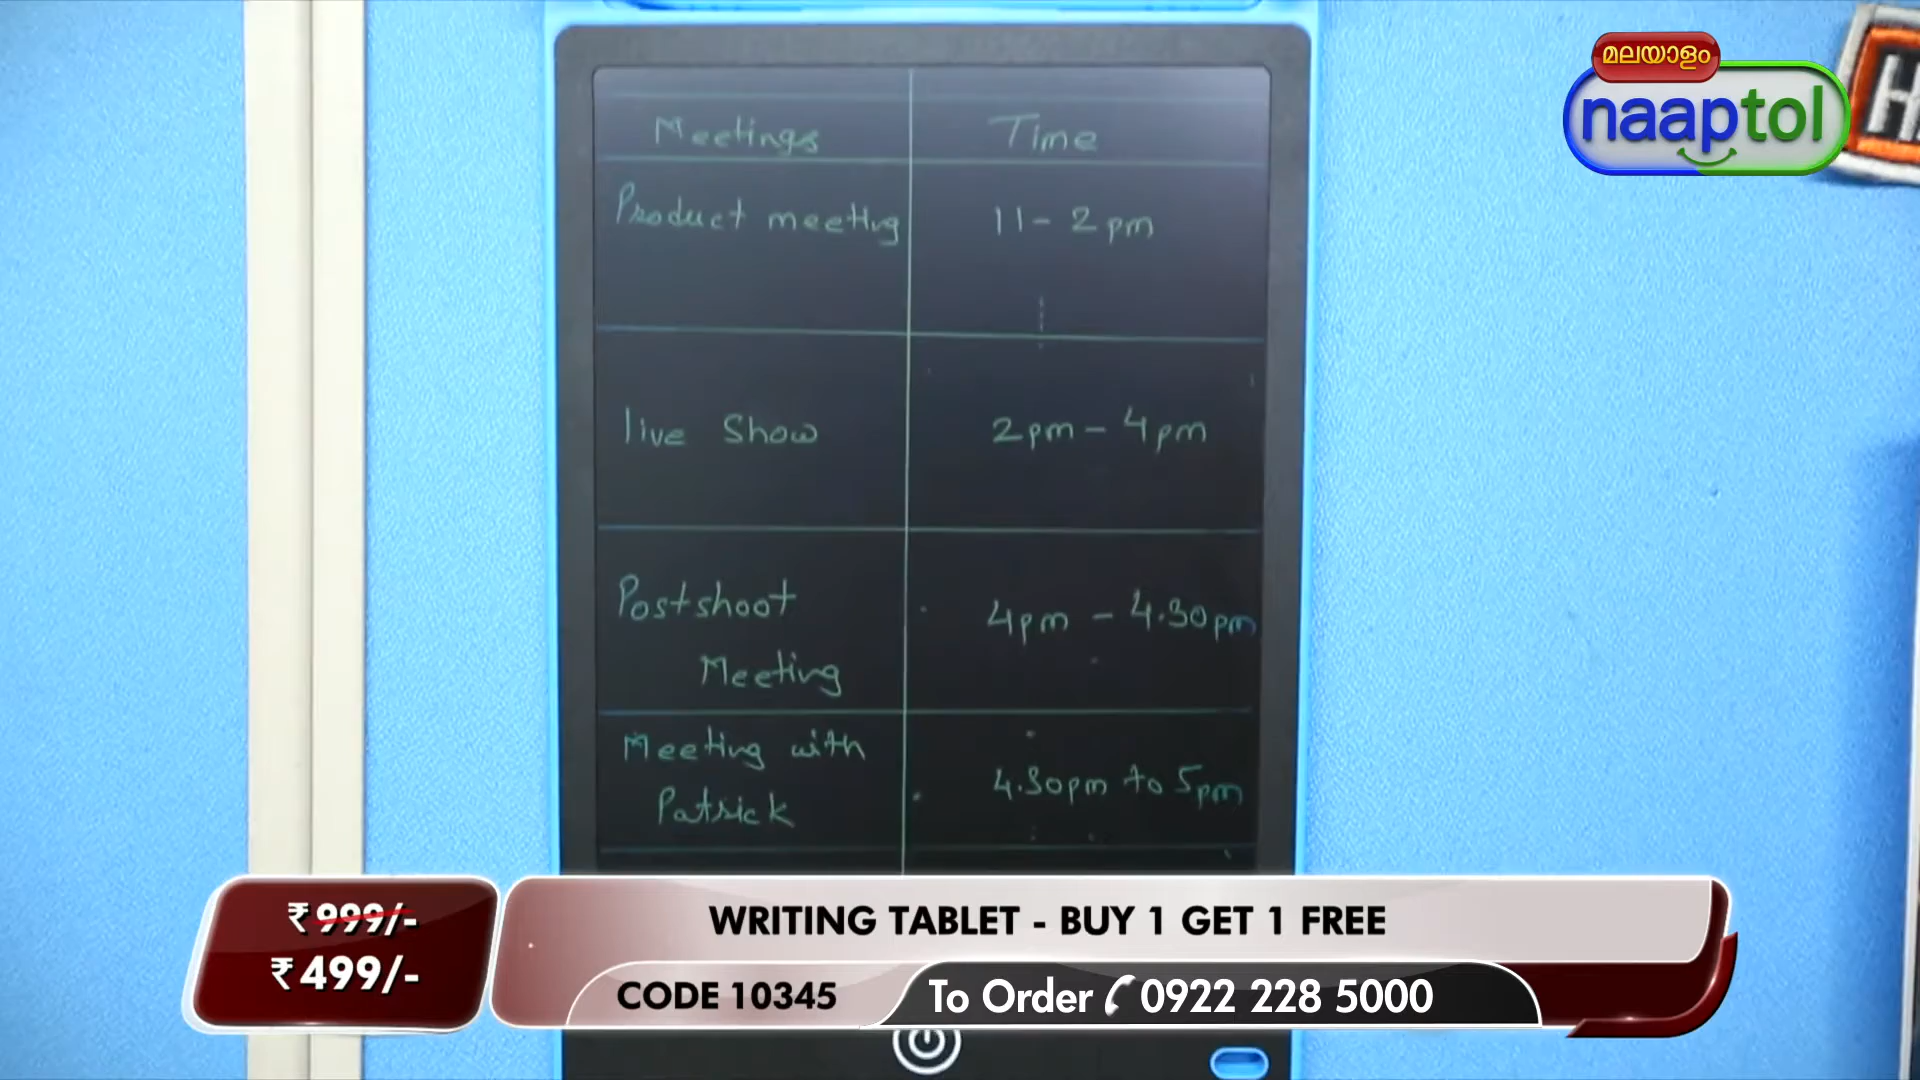 മലയാളം
naaptol
H
Meetings Time
Product meeting 11 - 2pm
live Show 2pm - 4pm
Postshoot 4pm - 4.30pm
Meeting
Meeting with
Patrick 4.30pm to 5pm
₹ 999/-
₹ 499/-
WRITING TABLET - BUY 1 GET 1 FREE
CODE 10345 To Order 0922 228 5000